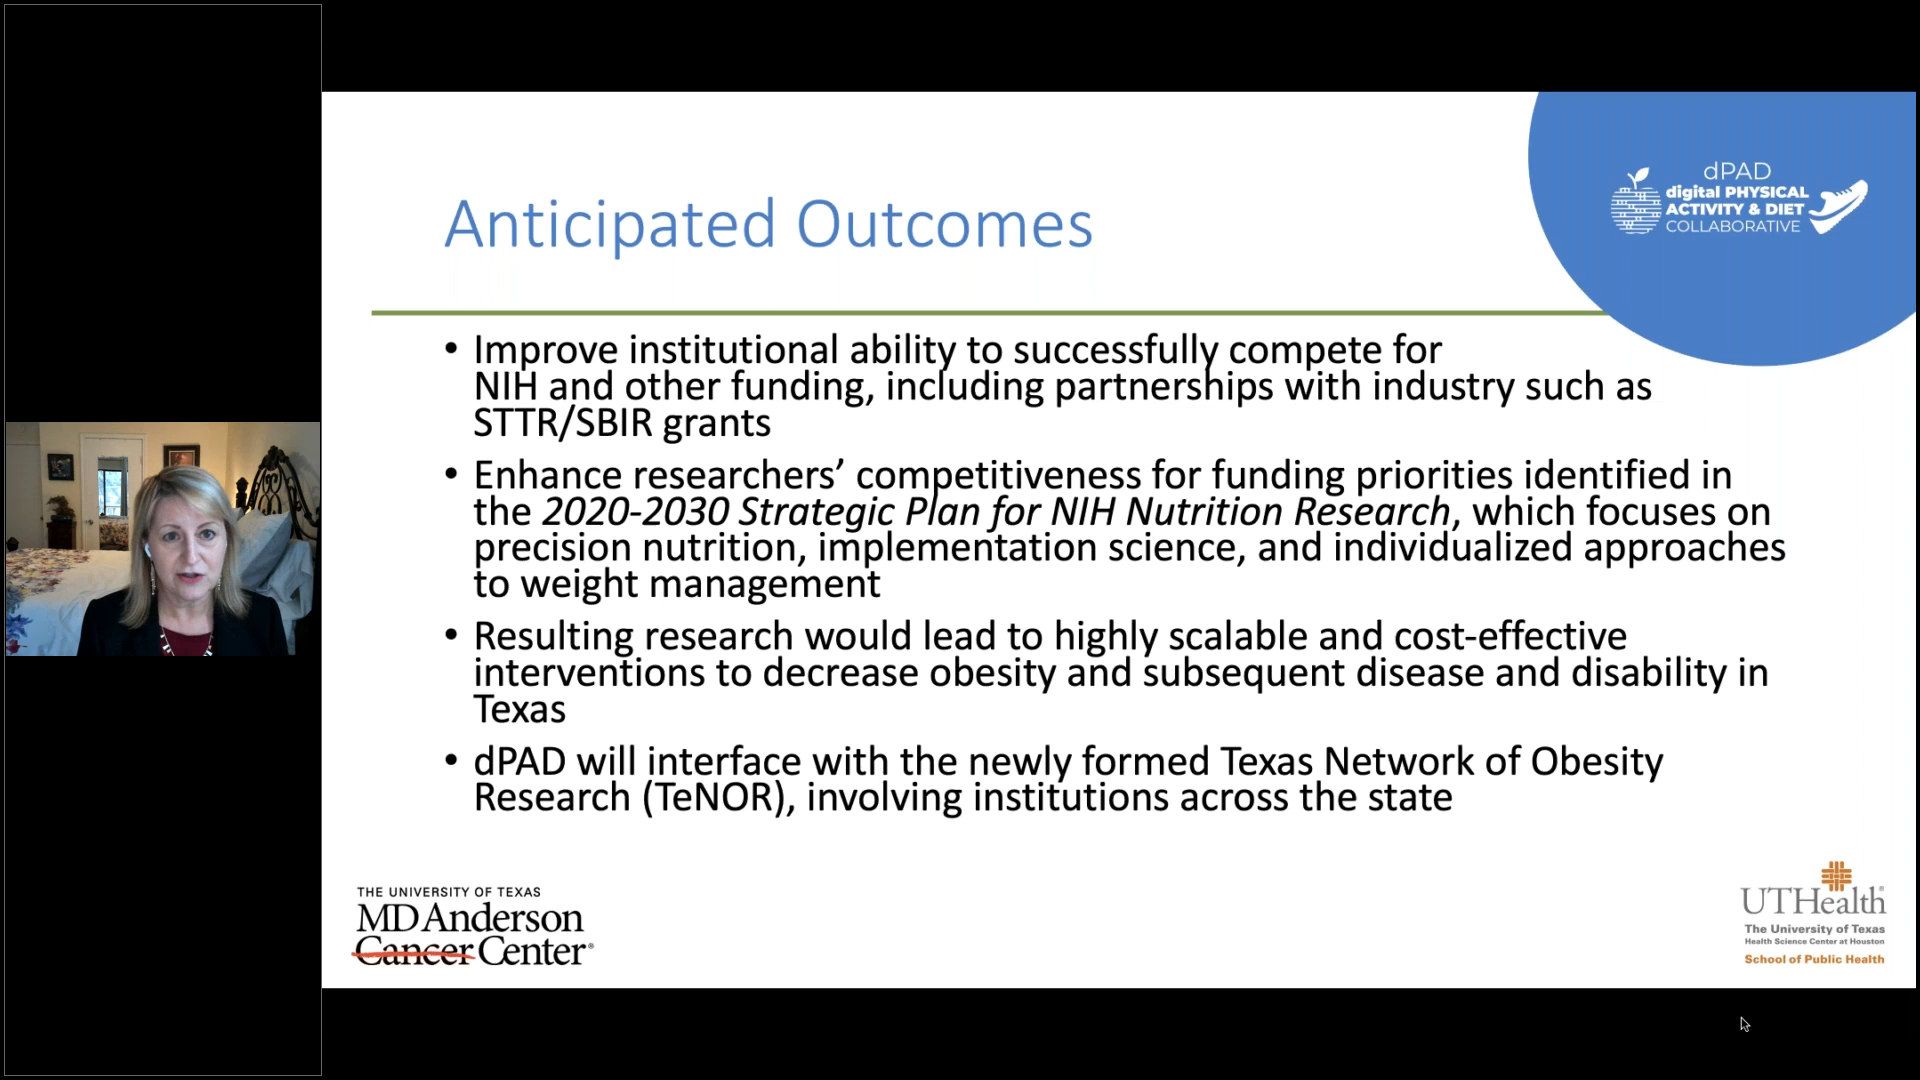 dPAD
digital PHYSICAL
ACTIVITY & DIET
COLLABORATIVE
Anticipated Outcomes
• Improve institutional ability to successfully compete for
NIH and other funding, including partnerships with industry such as
STTR/SBIR grants
• Enhance researchers’ competitiveness for funding priorities identified in
the 2020-2030 Strategic Plan for NIH Nutrition Research, which focuses on
precision nutrition, implementation science, and individualized approaches
to weight management
• Resulting research would lead to highly scalable and cost-effective
interventions to decrease obesity and subsequent disease and disability in
Texas
• dPAD will interface with the newly formed Texas Network of Obesity
Research (TeNOR), involving institutions across the state
THE UNIVERSITY OF TEXAS
MD Anderson
Cancer Center®
UTHealth®
The University of Texas
Health Science Center at Houston
School of Public Health